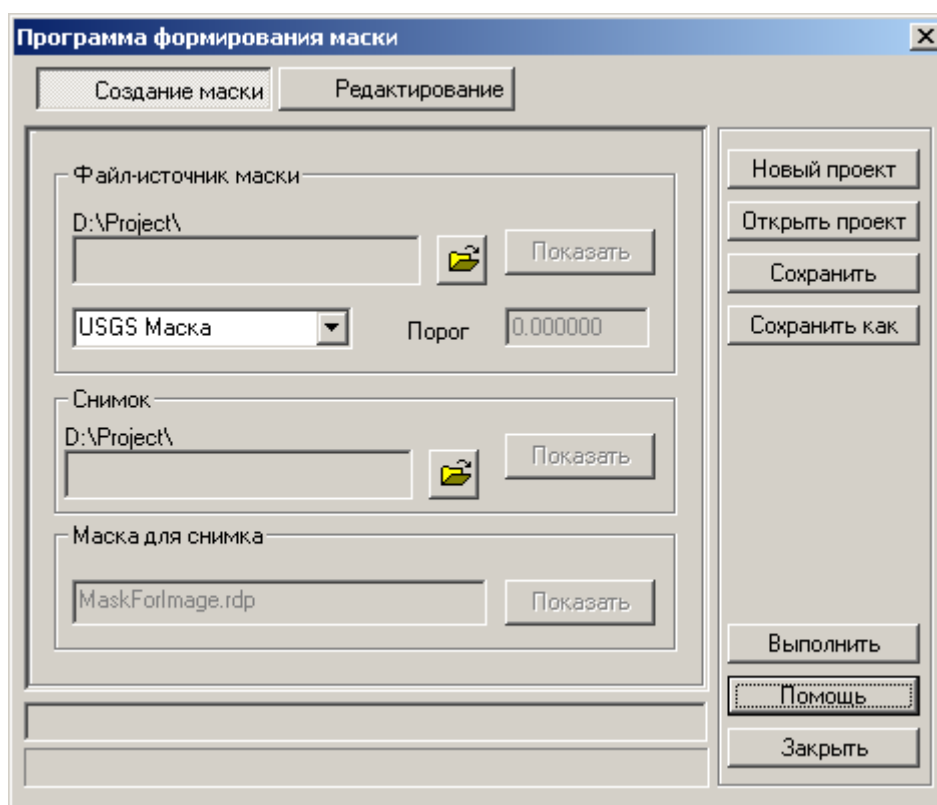 Программа формирования маски
Создание маски
Редактирование
Файл-источник маски
D:\Project\
Показать
USGS Маска
Порог
0.000000
Снимок
D:\Project\
Показать
Маска для снимка
MaskForImage.rdp
Показать
Новый проект
Открыть проект
Сохранить
Сохранить как
Выполнить
Помощь
Закрыть